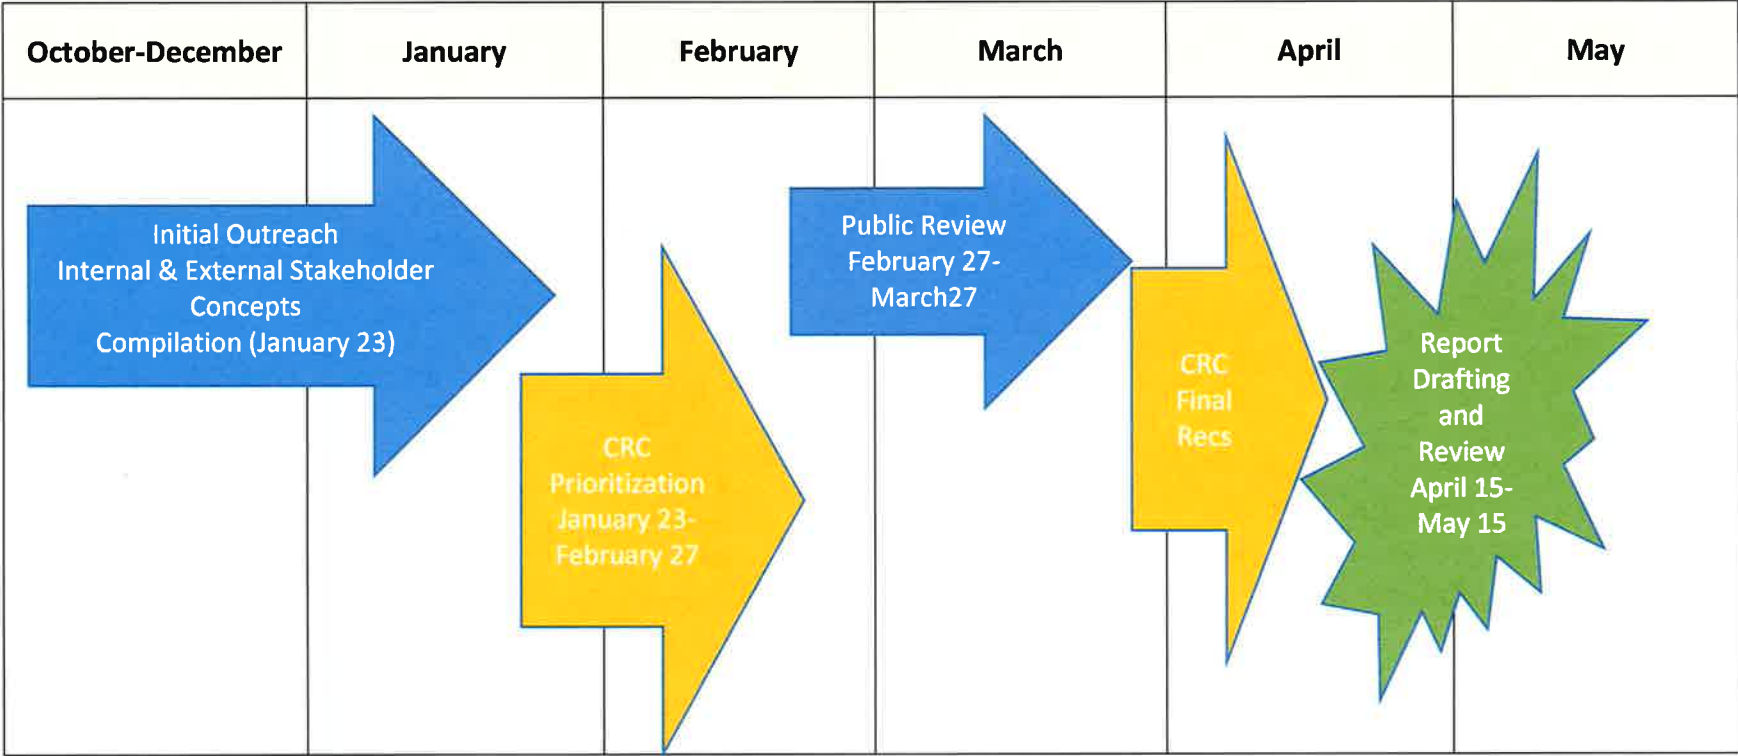 October-December
January
February
March
April
May
Initial Outreach
Internal & External Stakeholder
Concepts
Compilation (January 23)
CRC
Prioritization
January 23-
February 27
Public Review
February 27-
March27
CRC
Final
Recs
Report
Drafting
and
Review
April 15-
May 15